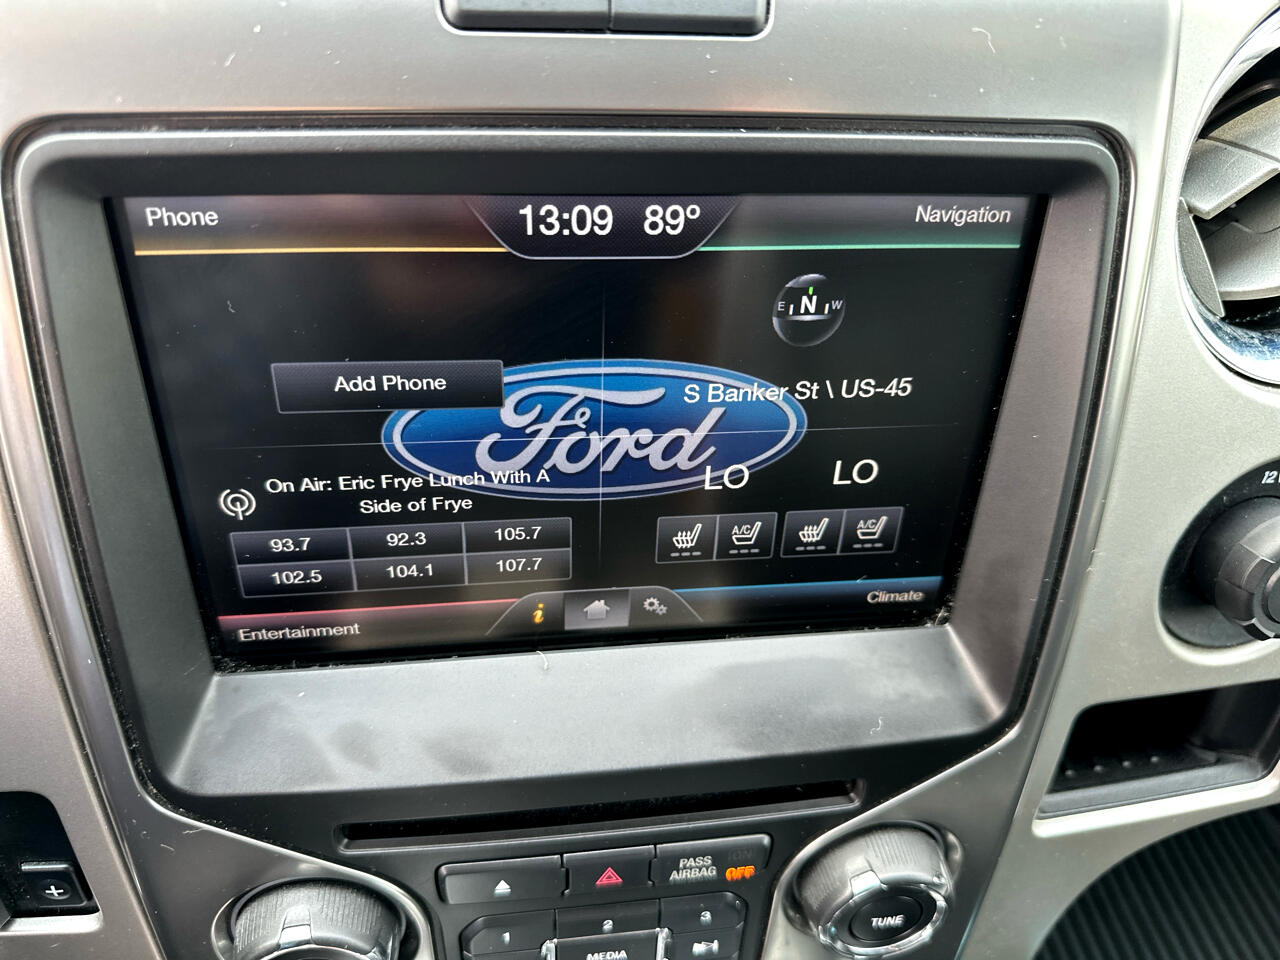 Phone
13:09 89°
Navigation
E N W
Add Phone
S Banker St \ US-45
Ford
On Air: Eric Frye Lunch With A
Side of Frye
LO LO
93.7 92.3 105.7
102.5 104.1 107.7
A/C A/C
i
Entertainment
Climate
PASS
AIRBAG
ON
OFF
1 2 3
MEDIA
TUNE
+